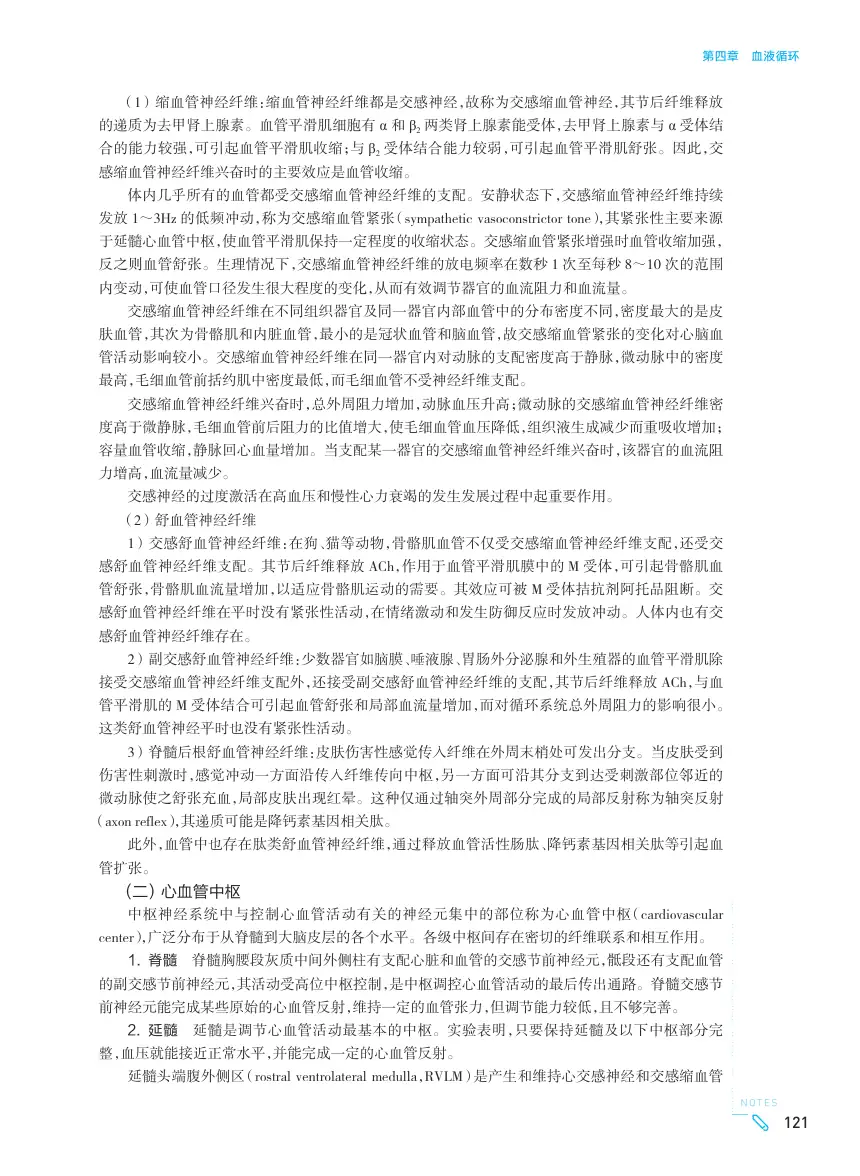 第四章 血液循环
(1)缩血管神经纤维:缩血管神经纤维都是交感神经,故称为交感缩血管神经,其节后纤维释放
的递质为去甲肾上腺素。血管平滑肌细胞有 α 和 β₂ 两类肾上腺素能受体,去甲肾上腺素与 α 受体结
合的能力较强,可引起血管平滑肌收缩;与 β₂ 受体结合能力较弱,可引起血管平滑肌舒张。因此,交
感缩血管神经纤维兴奋时的主要效应是血管收缩。
体内几乎所有的血管都受交感缩血管神经纤维的支配。安静状态下,交感缩血管神经纤维持续
发放 1~3Hz 的低频冲动,称为交感缩血管紧张(sympathetic vasoconstrictor tone),其紧张性主要来源
于延髓心血管中枢,使血管平滑肌保持一定程度的收缩状态。交感缩血管紧张增强时血管收缩加强,
反之则血管舒张。生理情况下,交感缩血管神经纤维的放电频率在数秒 1 次至每秒 8~10 次的范围
内变动,可使血管口径发生很大程度的变化,从而有效调节器官的血流阻力和血流量。
交感缩血管神经纤维在不同组织器官及同一器官内部血管中的分布密度不同,密度最大的是皮
肤血管,其次为骨骼肌和内脏血管,最小的是冠状血管和脑血管,故交感缩血管紧张的变化对心脑血
管活动影响较小。交感缩血管神经纤维在同一器官内对动脉的支配密度高于静脉,微动脉中的密度
最高,毛细血管前括约肌中密度最低,而毛细血管不受神经纤维支配。
交感缩血管神经纤维兴奋时,总外周阻力增加,动脉血压升高;微动脉的交感缩血管神经纤维密
度高于微静脉,毛细血管前后阻力的比值增大,使毛细血管血压降低,组织液生成减少而重吸收增加;
容量血管收缩,静脉回心血量增加。当支配某一器官的交感缩血管神经纤维兴奋时,该器官的血流阻
力增高,血流量减少。
交感神经的过度激活在高血压和慢性心力衰竭的发生发展过程中起重要作用。
(2)舒血管神经纤维
1)交感舒血管神经纤维:在狗、猫等动物,骨骼肌血管不仅受交感缩血管神经纤维支配,还受交
感舒血管神经纤维支配。其节后纤维释放 ACh,作用于血管平滑肌膜中的 M 受体,可引起骨骼肌血
管舒张,骨骼肌血流量增加,以适应骨骼肌运动的需要。其效应可被 M 受体拮抗剂阿托品阻断。交
感舒血管神经纤维在平时没有紧张性活动,在情绪激动和发生防御反应时发放冲动。人体内也有交
感舒血管神经纤维存在。
2)副交感舒血管神经纤维:少数器官如脑膜、唾液腺、胃肠外分泌腺和外生殖器的血管平滑肌除
接受交感缩血管神经纤维支配外,还接受副交感舒血管神经纤维的支配,其节后纤维释放 ACh,与血
管平滑肌的 M 受体结合可引起血管舒张和局部血流量增加,而对循环系统总外周阻力的影响很小。
这类舒血管神经平时也没有紧张性活动。
3)脊髓后根舒血管神经纤维:皮肤伤害性感觉传入纤维在外周末梢处可发出分支。当皮肤受到
伤害性刺激时,感觉冲动一方面沿传入纤维传向中枢,另一方面可沿其分支到达受刺激部位邻近的
微动脉使之舒张充血,局部皮肤出现红晕。这种仅通过轴突外周部分完成的局部反射称为轴突反射
(axon reflex),其递质可能是降钙素基因相关肽。
此外,血管中也存在肽类舒血管神经纤维,通过释放血管活性肠肽、降钙素基因相关肽等引起血
管扩张。
(二)心血管中枢
中枢神经系统中与控制心血管活动有关的神经元集中的部位称为心血管中枢(cardiovascular
center),广泛分布于从脊髓到大脑皮层的各个水平。各级中枢间存在密切的纤维联系和相互作用。
1. 脊髓 脊髓胸腰段灰质中间外侧柱有支配心脏和血管的交感节前神经元,骶段还有支配血管
的副交感节前神经元,其活动受高位中枢控制,是中枢调控心血管活动的最后传出通路。脊髓交感节
前神经元能完成某些原始的心血管反射,维持一定的血管张力,但调节能力较低,且不够完善。
2. 延髓 延髓是调节心血管活动最基本的中枢。实验表明,只要保持延髓及以下中枢部分完
整,血压就能接近正常水平,并能完成一定的心血管反射。
延髓头端腹外侧区(rostral ventrolateral medulla,RVLM)是产生和维持心交感神经和交感缩血管
NOTES
121